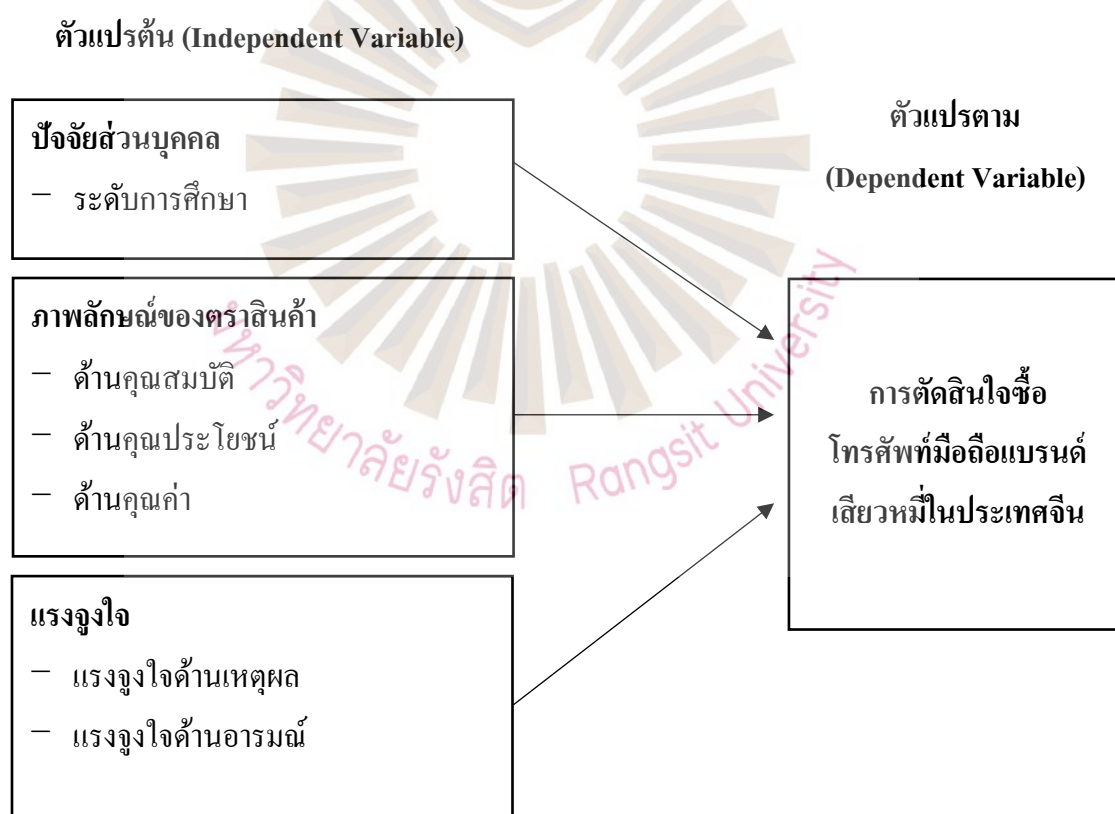 ตัวแปรต้น (Independent Variable)
ปัจจัยส่วนบุคคล
– ระดับการศึกษา
ภาพลักษณ์ของตราสินค้า
– ด้านคุณสมบัติ
– ด้านคุณประโยชน์
– ด้านคุณค่า
แรงจูงใจ
– แรงจูงใจด้านเหตุผล
– แรงจูงใจด้านอารมณ์
ตัวแปรตาม
(Dependent Variable)
การตัดสินใจซื้อ
โทรศัพท์มือถือแบรนด์
เสียวหมี่ในประเทศจีน
มหาวิทยาลัยรังสิต Rangsit University